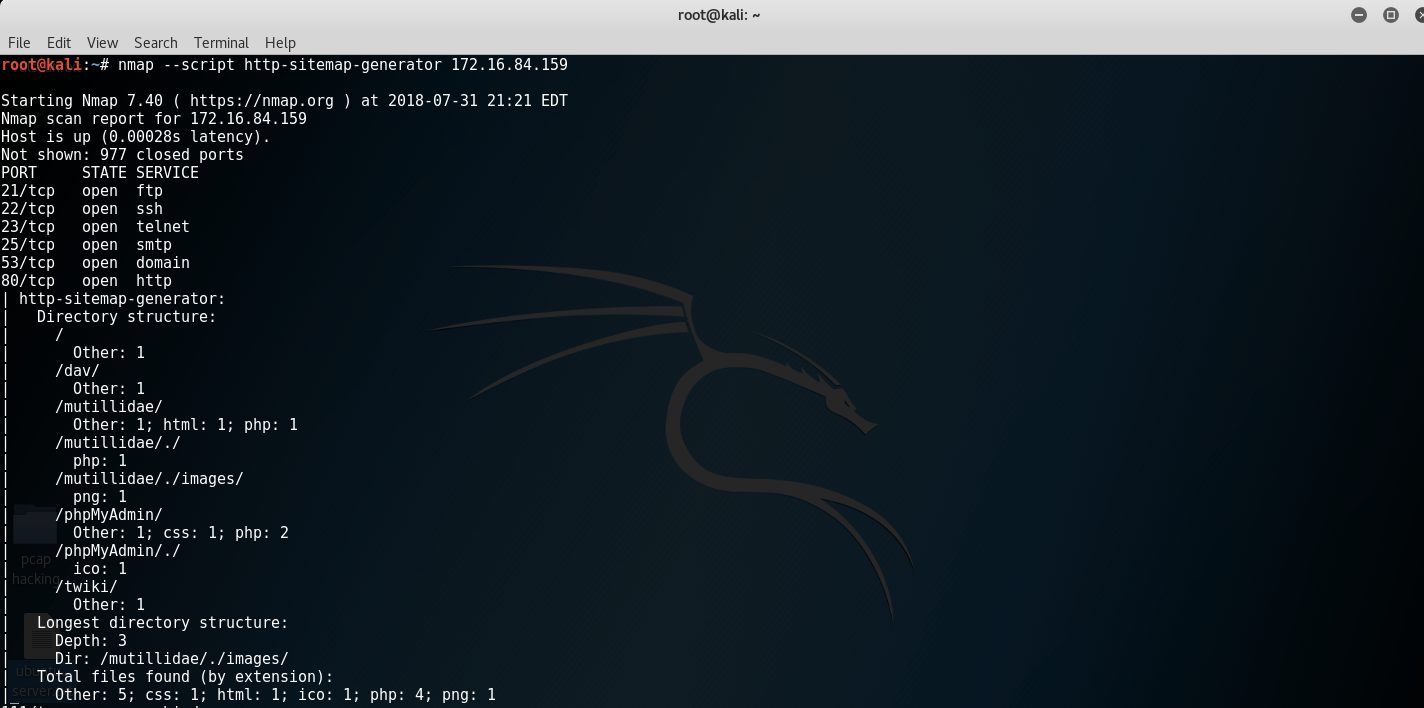 root@kali: ~
File Edit View Search Terminal Help
root@kali:~# nmap --script http-sitemap-generator 172.16.84.159
Starting Nmap 7.40 ( https://nmap.org ) at 2018-07-31 21:21 EDT
Nmap scan report for 172.16.84.159
Host is up (0.00028s latency).
Not shown: 977 closed ports
PORT     STATE SERVICE
21/tcp   open  ftp
22/tcp   open  ssh
23/tcp   open  telnet
25/tcp   open  smtp
53/tcp   open  domain
80/tcp   open  http
| http-sitemap-generator:
|   Directory structure:
|     /
|       Other: 1
|     /dav/
|       Other: 1
|     /mutillidae/
|       Other: 1; html: 1; php: 1
|     /mutillidae/./
|       php: 1
|     /mutillidae/./images/
|       png: 1
|     /phpMyAdmin/
|       Other: 1; css: 1; php: 2
|     /phpMyAdmin/./
|       ico: 1
|     /twiki/
|       Other: 1
|   Longest directory structure:
|     Depth: 3
|     Dir: /mutillidae/./images/
|   Total files found (by extension):
|_    Other: 5; css: 1; html: 1; ico: 1; php: 4; png: 1
pcap
hacking
server